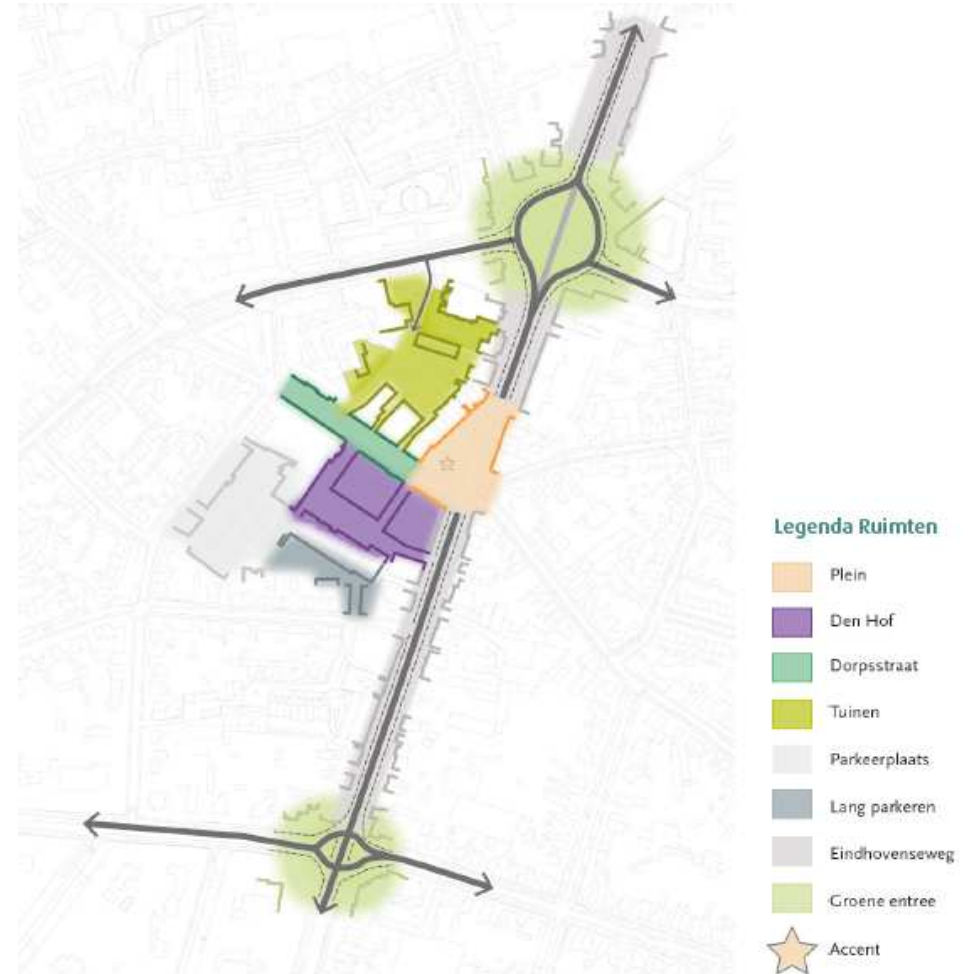 Legenda Ruimten
Plein
Den Hof
Dorpsstraat
Tuinen
Parkeerplaats
Lang parkeren
Eindhovenseweg
Groene entree
Accent